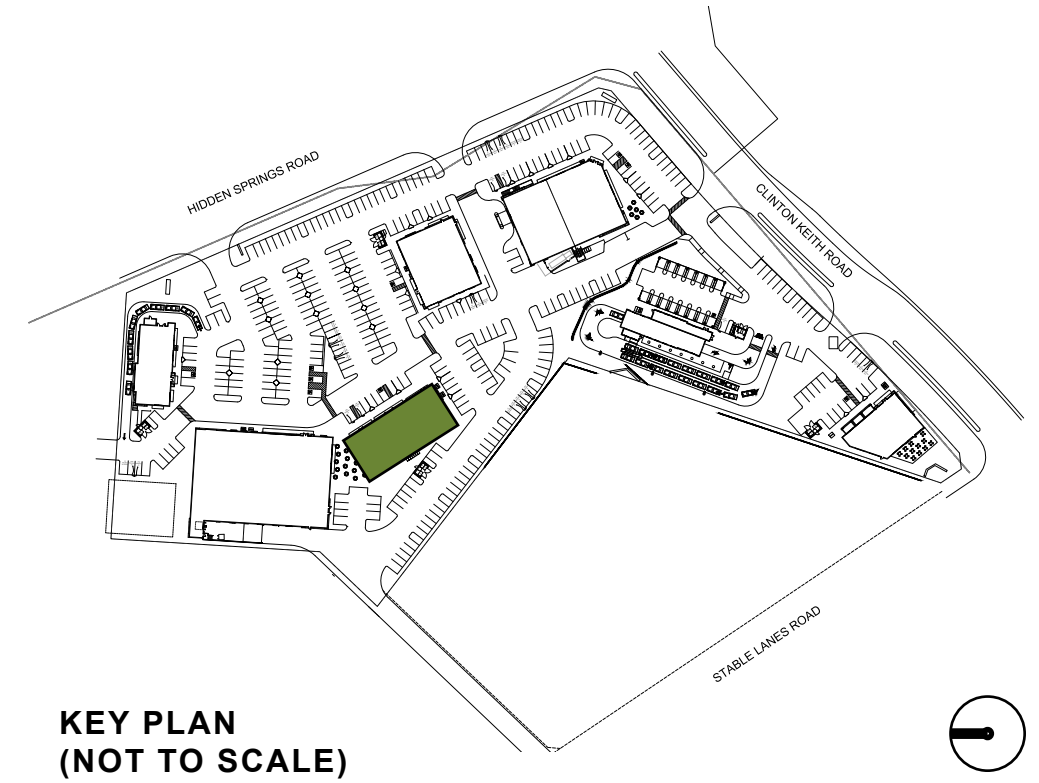 HIDDEN SPRINGS ROAD
CLINTON KEITH ROAD
STABLE LANES ROAD
KEY PLAN
(NOT TO SCALE)